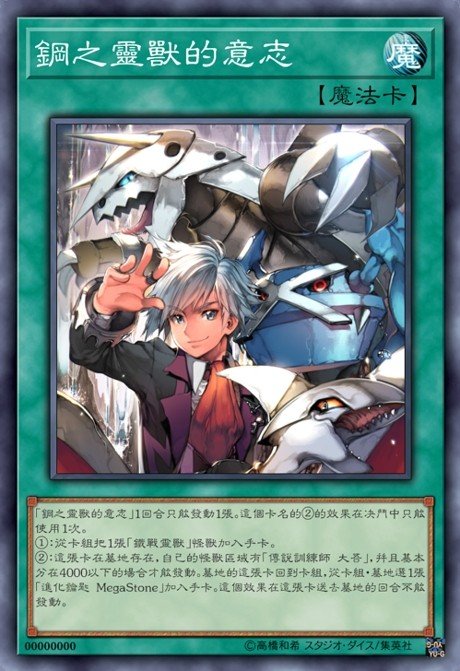 鋼之靈獸的意志
魔
【魔法卡】
「鋼之靈獸的意志」1回合只能發動1張。這個卡名的②的效果在決鬥中只能
使用1次。
①:從卡組把1張「鐵戰靈獸」怪獸加入手卡。
②:這張卡在墓地存在,自己的怪獸區域有「傳說訓練師 大吾」,并且基本
分在4000以下的場合才能發動。墓地的這張卡回到卡組,從卡組·墓地選1張
「進化鑰匙 MegaStone」加入手卡。這個效果在這張卡送去墓地的回合不能
發動。
00000000
©高橋和希 スタジオ・ダイス/集英社